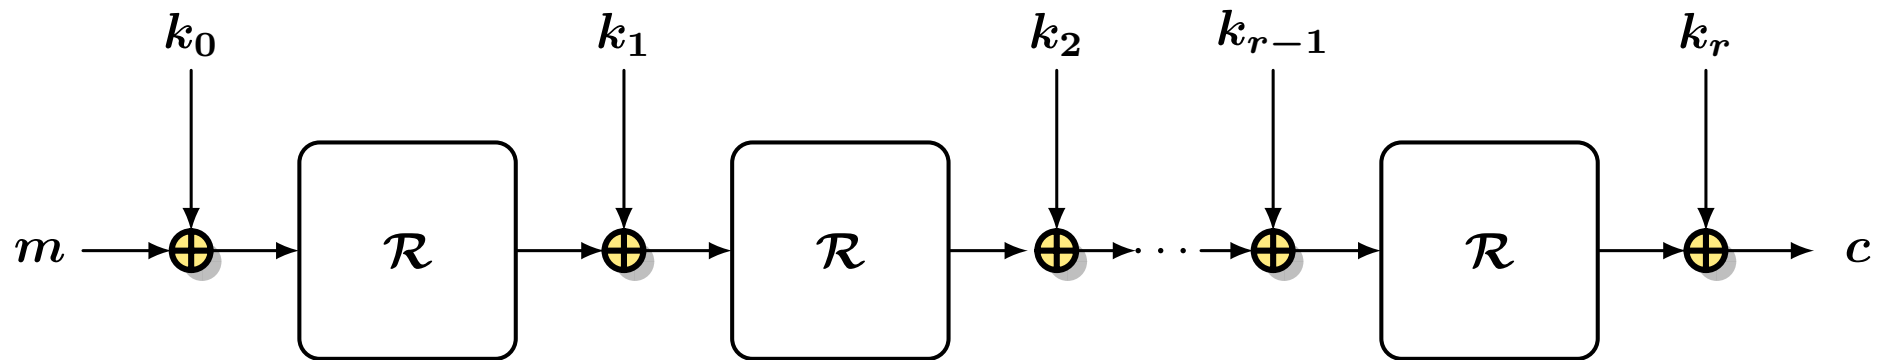 k₀ k₁ k₂ kᵣ₋₁ kᵣ
m ℛ ℛ · · · ℛ c